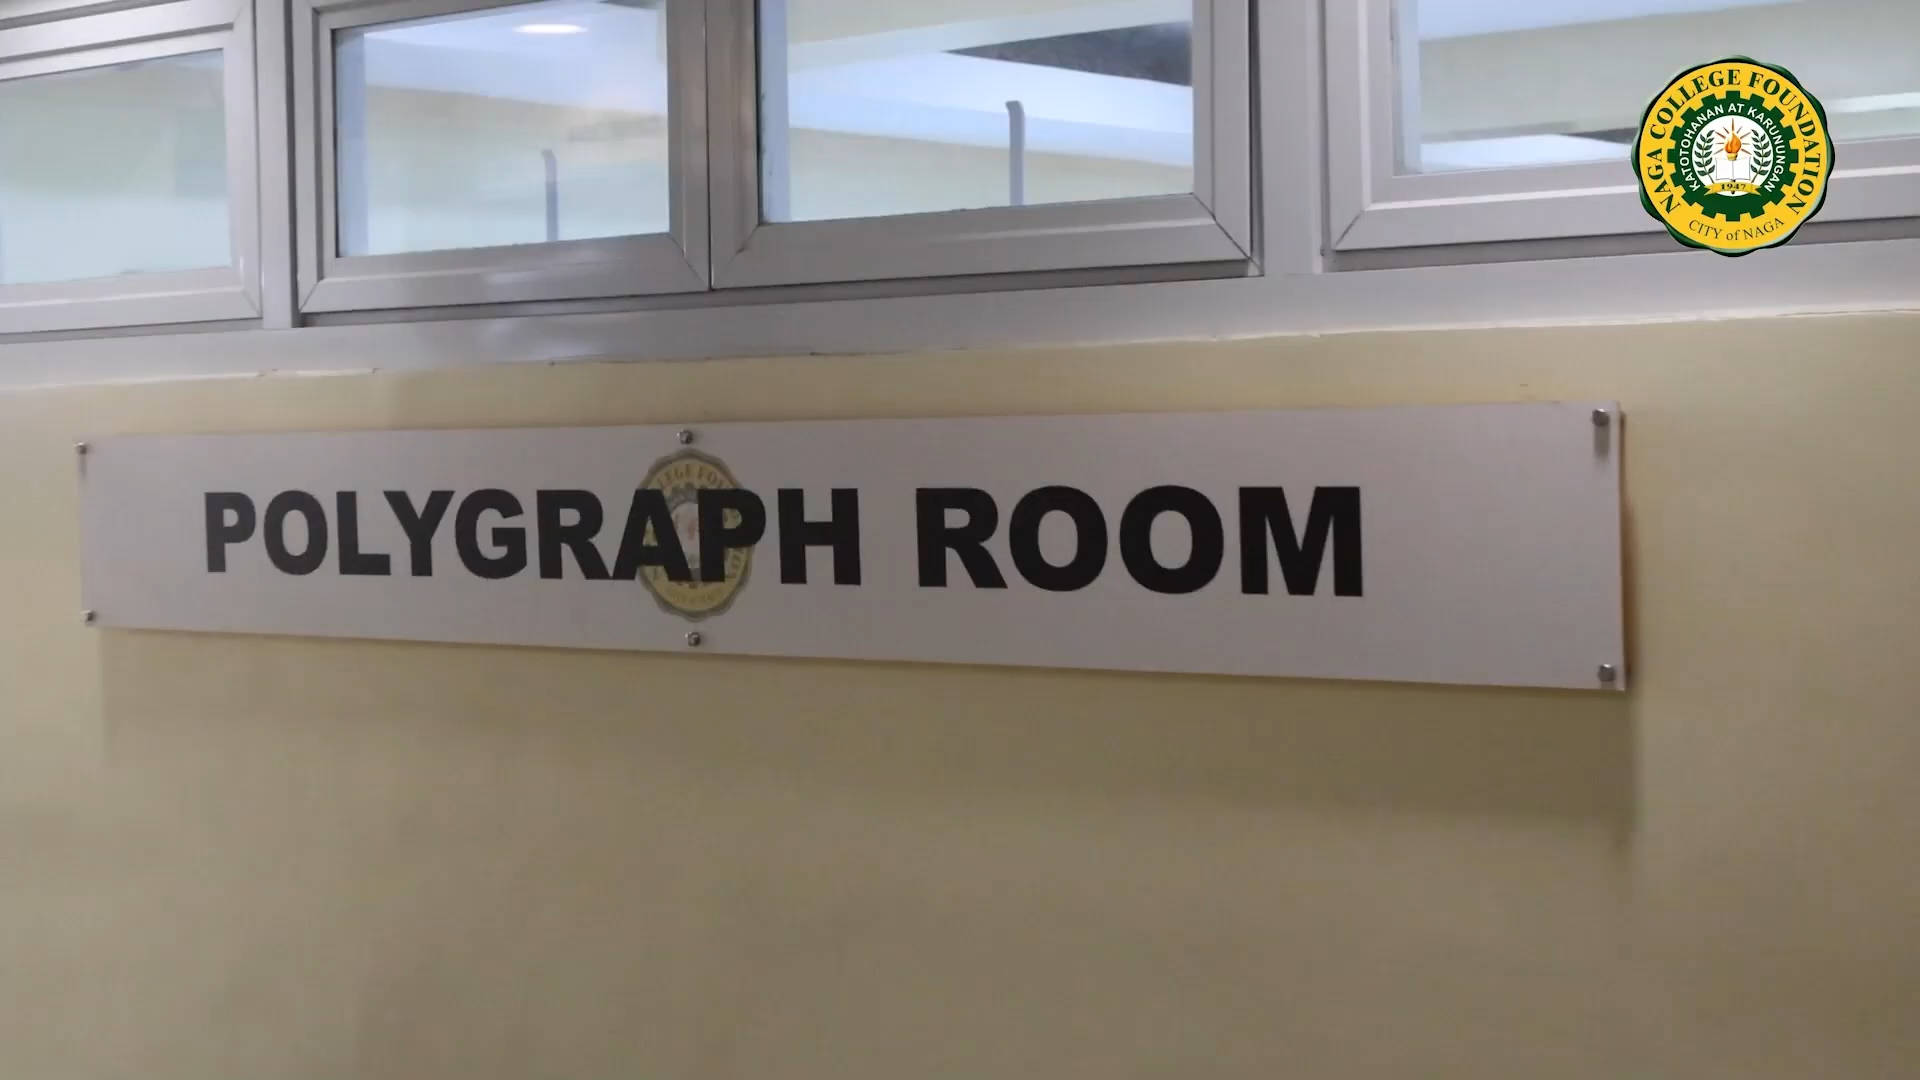 NAGA COLLEGE FOUNDATION
KATOTOHANAN AT KARUNUNGAN
1947
CITY of NAGA
POLYGRAPH ROOM